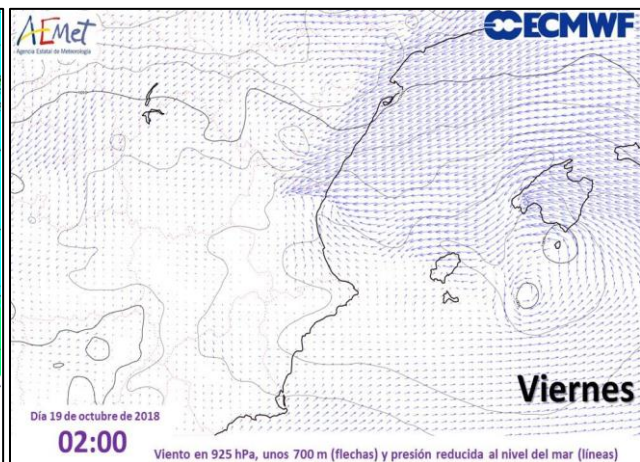 AEMet
Agencia Estatal de Meteorología
ECMWF
Viernes
Día 19 de octubre de 2018
02:00
Viento en 925 hPa, unos 700 m (flechas) y presión reducida al nivel del mar (líneas)